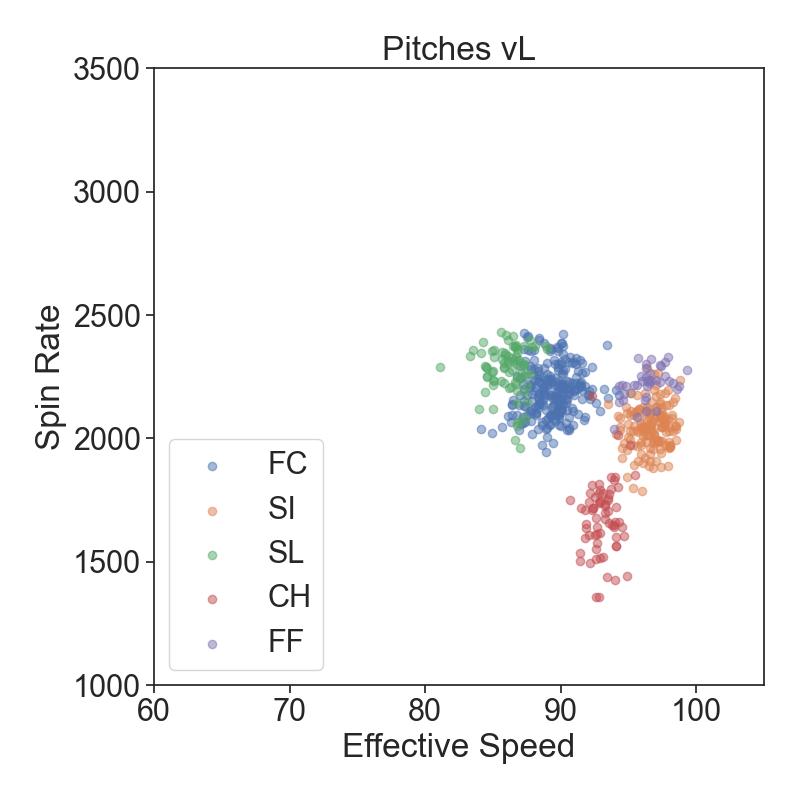 Pitches vL
3500
3000
2500
2000
1500
1000
Spin Rate
FC
SI
SL
CH
FF
60 70 80 90 100
Effective Speed